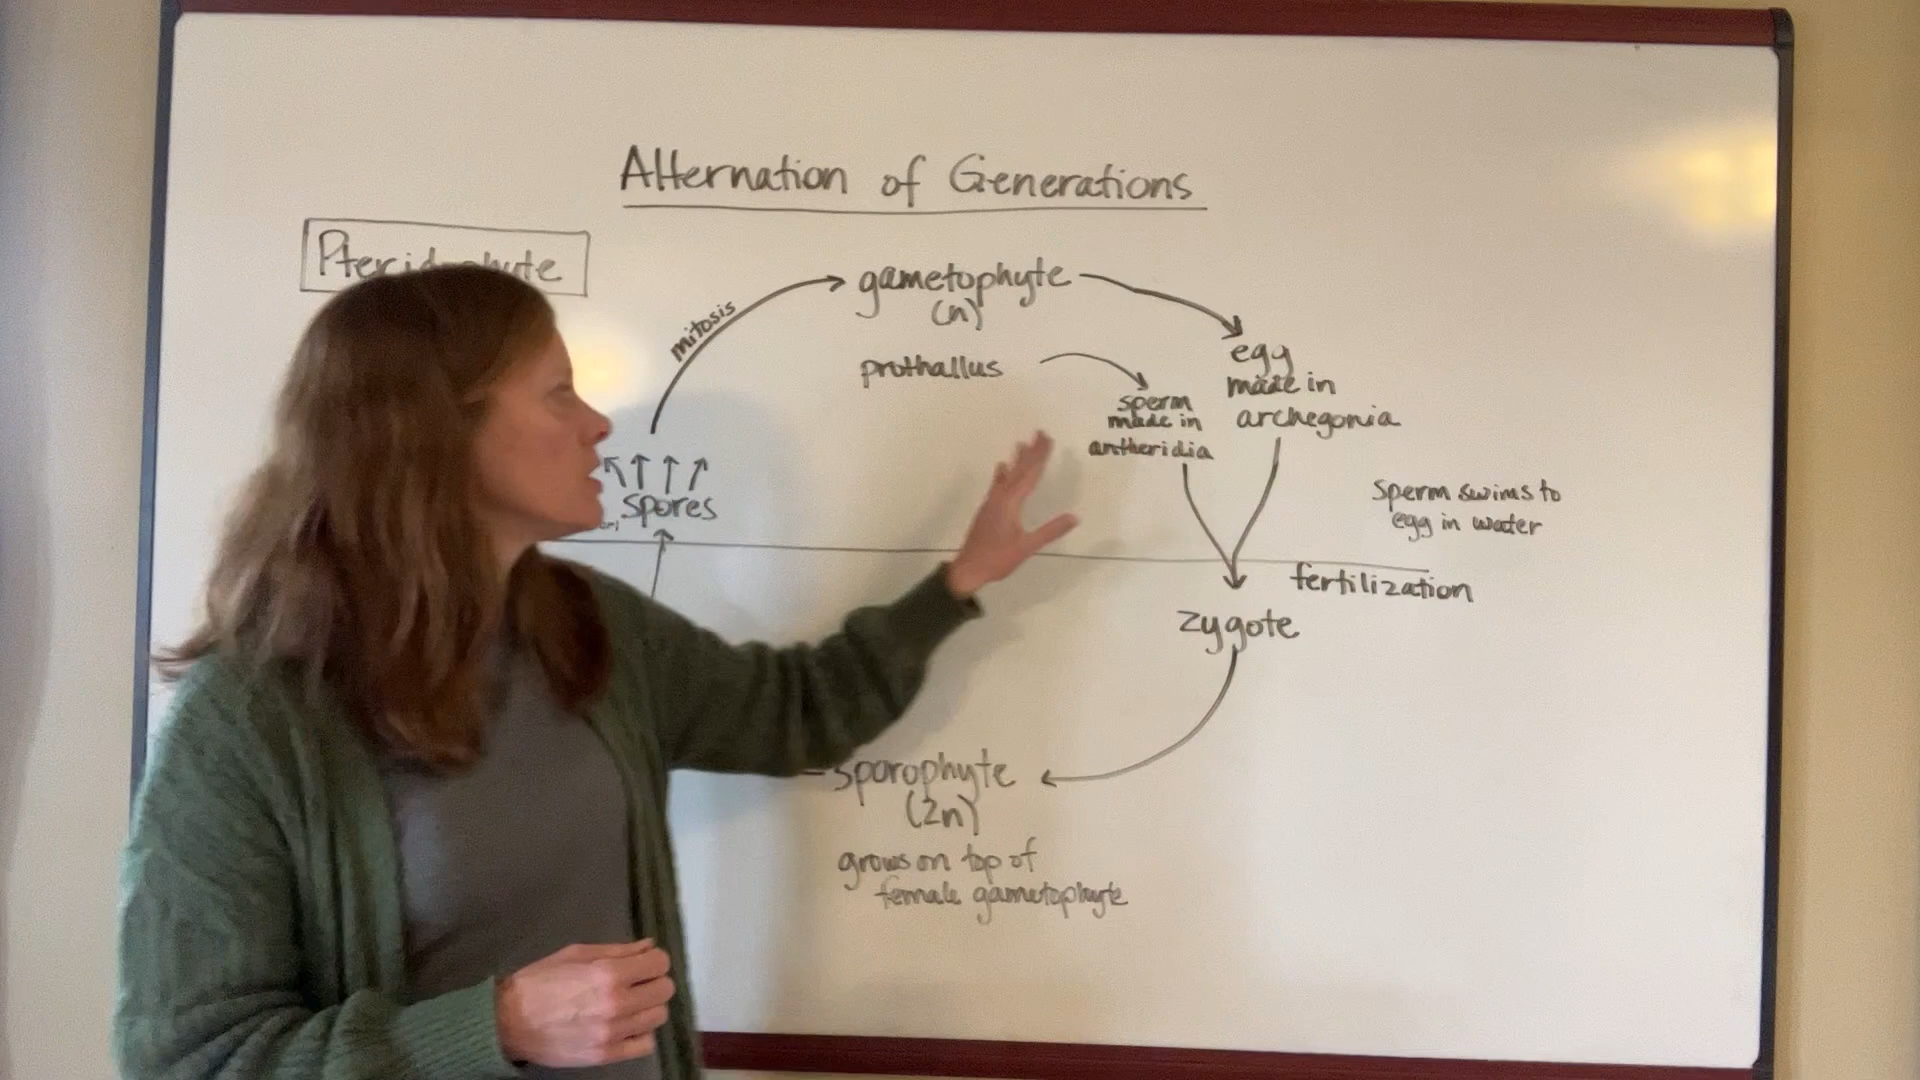 Alternation of Generations
mitosis
gametophyte
(n)
prothallus
egg
made in
archegonia
sperm
made in
antheridia
spores
Sperm swims to
egg in water
fertilization
zygote
sporophyte
(2n)
grows on top of
female gametophyte